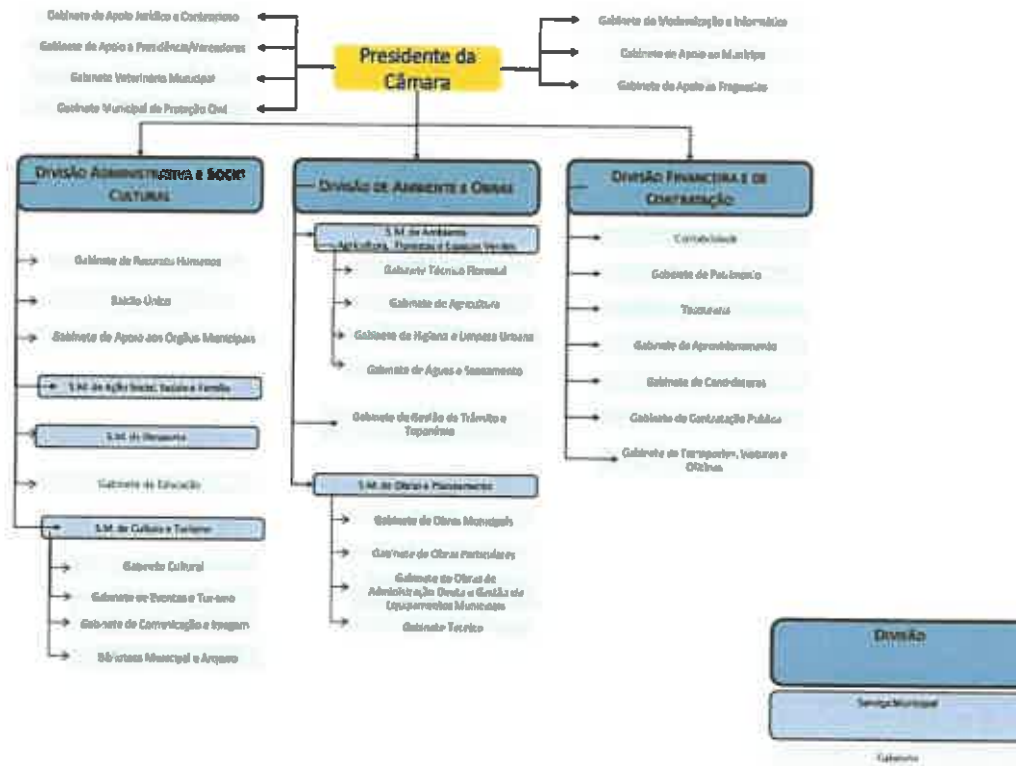 Gabinete de Apoio Jurídico e Contencioso
Gabinete de Apoio à Presidência/Vereadores
Gabinete Veterinário Municipal
Gabinete Municipal de Proteção Civil
Presidente da
Câmara
Gabinete de Modernização e Informática
Gabinete de Apoio ao Munícipe
Gabinete de Apoio às Freguesias
DIVISÃO ADMINISTRATIVA E SOCIO
CULTURAL
Gabinete de Recursos Humanos
Balcão Único
Gabinete de Apoio aos Órgãos Municipais
S.M. de Ação Social, Saúde e Família
S.M. de Desporto
Gabinete de Educação
S.M. de Cultura e Turismo
Gabinete Cultural
Gabinete de Eventos e Turismo
Gabinete de Comunicação e Imagem
Biblioteca Municipal e Arquivo
DIVISÃO DE AMBIENTE E OBRAS
S.M. de Ambiente
Agricultura, Florestas e Espaços Verdes
Gabinete Técnico Florestal
Gabinete de Agricultura
Gabinete de Higiene e Limpeza Urbana
Gabinete de Águas e Saneamento
Gabinete de Gestão de Trânsito e
Toponímia
S.M. de Obras e Planeamento
Gabinete de Obras Municipais
Gabinete de Obras Particulares
Gabinete de Obras de
Administração Direta e Gestão de
Equipamentos Municipais
Gabinete Técnico
DIVISÃO FINANCEIRA E DE
CONTRATAÇÃO
Contabilidade
Gabinete de Património
Tesouraria
Gabinete de Aprovisionamento
Gabinete de Candidaturas
Gabinete de Contratação Pública
Gabinete de Transportes, Viaturas e
Oficinas
DIVISÃO
Serviço Municipal
Gabinete